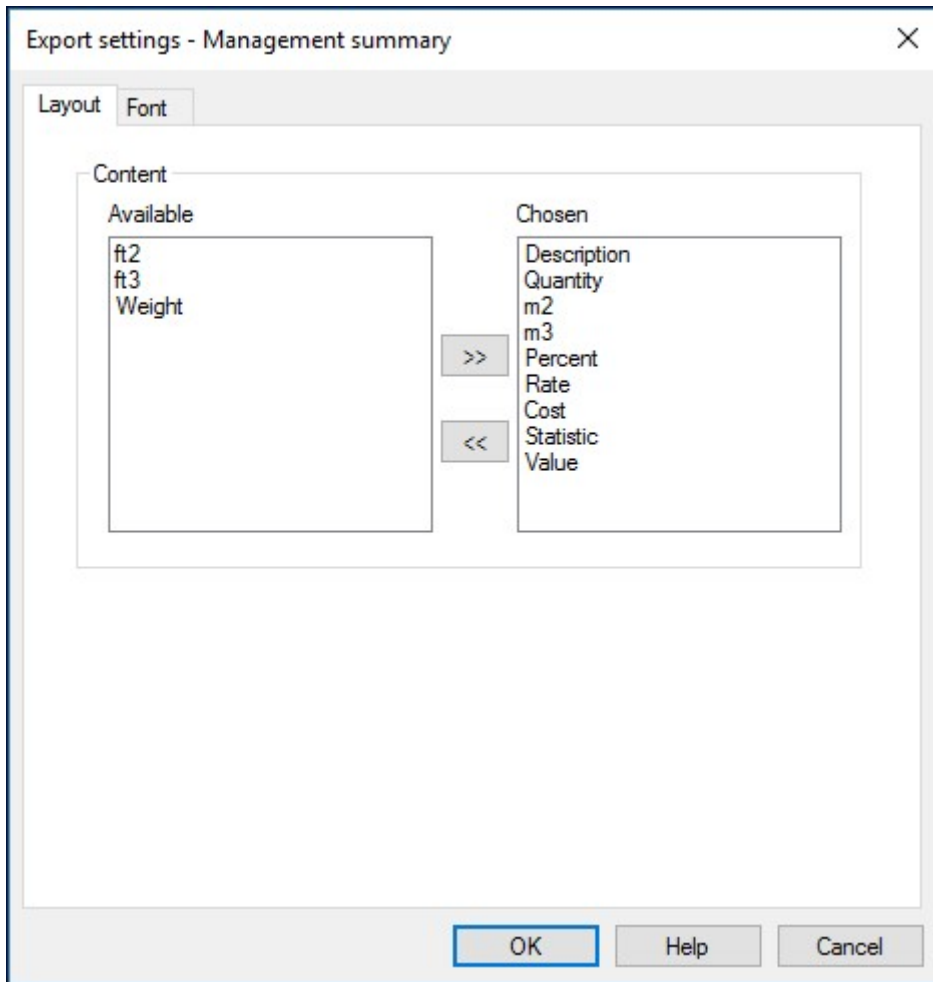 Export settings - Management summary
Layout Font
Content
Available
Chosen
ft2
ft3
Weight
>>
<<
Description
Quantity
m2
m3
Percent
Rate
Cost
Statistic
Value
OK Help Cancel